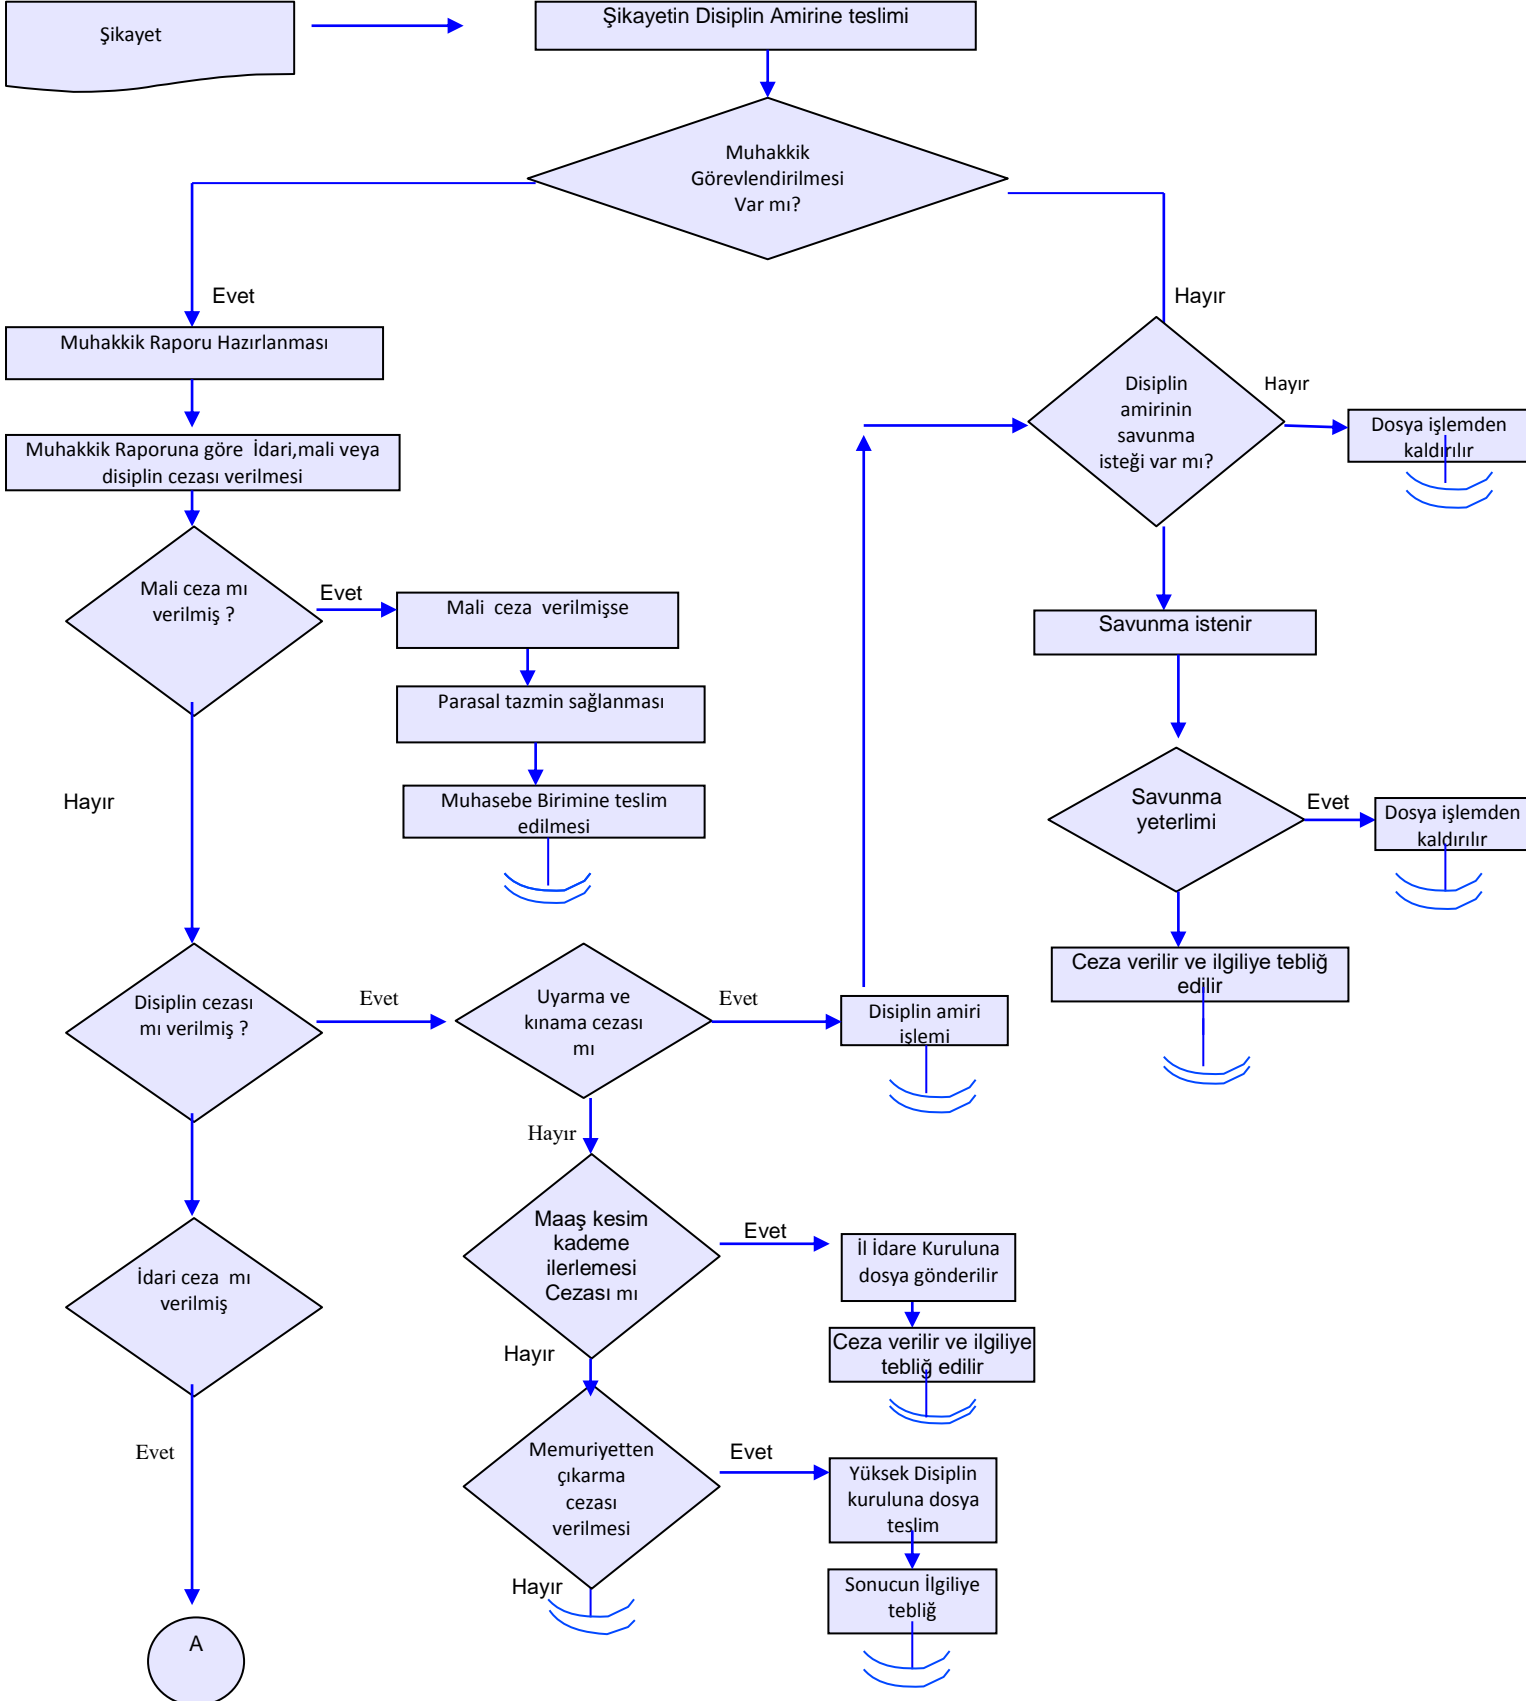 Şikayet
Şikayetin Disiplin Amirine teslimi
Muhakkik
Görevlendirilmesi
Var mı?
Evet
Hayır
Muhakkik Raporu Hazırlanması
Muhakkik Raporuna göre İdari,mali veya
disiplin cezası verilmesi
Disiplin
amirinin
savunma
isteği var mı?
Hayır
Dosya işlemden
kaldırılır
Mali ceza mı
verilmiş ?
Evet
Mali ceza verilmişse
Savunma istenir
Parasal tazmin sağlanması
Hayır
Muhasebe Birimine teslim
edilmesi
Savunma
yeterlimi
Evet
Dosya işlemden
kaldırılır
Ceza verilir ve ilgiliye tebliğ
edilir
Disiplin cezası
mı verilmiş ?
Evet
Uyarma ve
kınama cezası
mı
Evet
Disiplin amiri
işlemi
Hayır
Maaş kesim
kademe
ilerlemesi
Cezası mı
Evet
İl İdare Kuruluna
dosya gönderilir
İdari ceza mı
verilmiş
Ceza verilir ve ilgiliye
tebliğ edilir
Hayır
Evet
Memuriyetten
çıkarma
cezası
verilmesi
Evet
Yüksek Disiplin
kuruluna dosya
teslim
Hayır
Sonucun İlgiliye
tebliğ
A